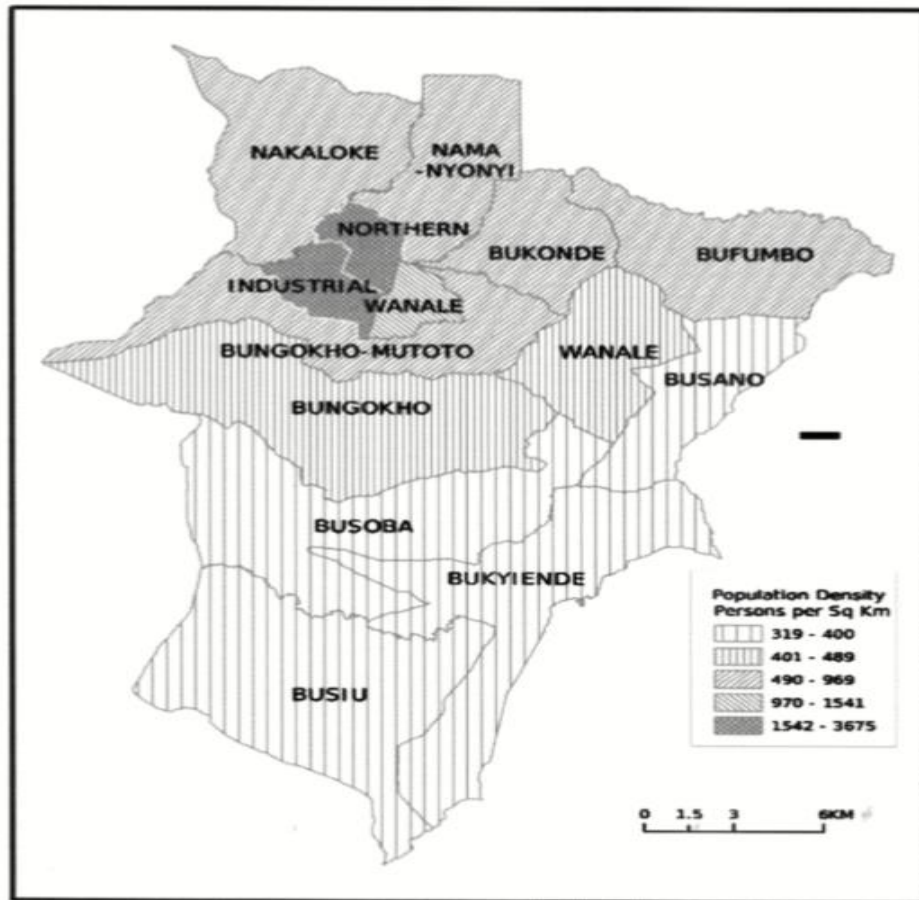 NAKALOKE
NAMA
-NYONYI
NORTHERN
BUKONDE
BUFUMBO
INDUSTRIAL
WANALE
BUNGOKHO-MUTOTO
WANALE
BUSANO
BUNGOKHO
BUSOBA
BUKYIENDE
BUSIU
Population Density
Persons per Sq Km
319 - 400
401 - 489
490 - 969
970 - 1541
1542 - 3675
0 1.5 3 6KM